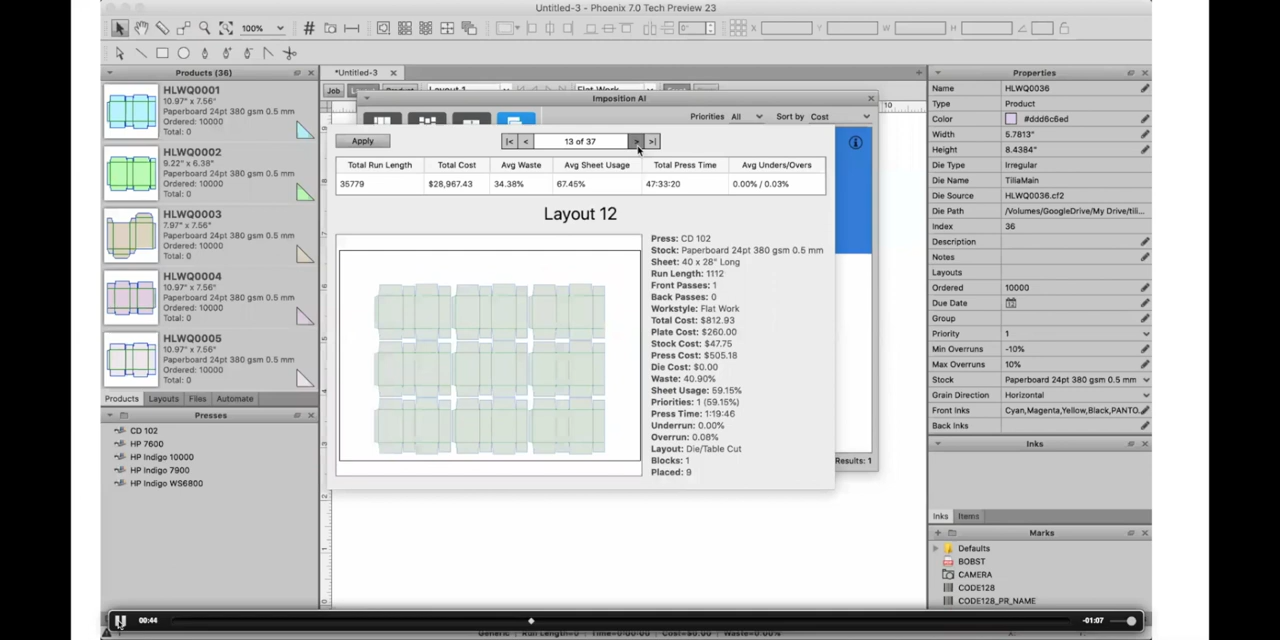 Untitled-3 - Phoenix 7.0 Tech Preview 23
100%
X:
Y:
W:
H:
Products (36)
HLWQ0001
10.97" x 7.56"
Paperboard 24pt 380 gsm 0.5 mm
Ordered: 10000
Total: 0
HLWQ0002
9.22" x 6.38"
Paperboard 24pt 380 gsm 0.5 mm
Ordered: 10000
Total: 0
HLWQ0003
7.97" x 7.56"
Paperboard 24pt 380 gsm 0.5 mm
Ordered: 10000
Total: 0
HLWQ0004
10.97" x 7.56"
Paperboard 24pt 380 gsm 0.5 mm
Ordered: 10000
Total: 0
HLWQ0005
10.97" x 7.56"
Paperboard 24pt 380 gsm 0.5 mm
Ordered: 10000
Total: 0
Products Layouts Files Automate
Presses
CD 102
HP 7600
HP Indigo 10000
HP Indigo 7900
HP Indigo WS6800
*Untitled-3
Job
Imposition AI
Priorities All Sort by Cost
Apply
13 of 37
Total Run Length Total Cost Avg Waste Avg Sheet Usage Total Press Time Avg Unders/Overs
35779 $28,967.43 34.38% 67.45% 47:33:20 0.00% / 0.03%
Layout 12
Press: CD 102
Stock: Paperboard 24pt 380 gsm 0.5 mm
Sheet: 40 x 28" Long
Run Length: 1112
Front Passes: 1
Back Passes: 0
Workstyle: Flat Work
Total Cost: $812.93
Plate Cost: $260.00
Stock Cost: $47.75
Press Cost: $505.18
Die Cost: $0.00
Waste: 40.90%
Sheet Usage: 59.15%
Priorities: 1 (59.15%)
Press Time: 1:19:46
Underrun: 0.00%
Overrun: 0.08%
Layout: Die/Table Cut
Blocks: 1
Placed: 9
Results: 1
Properties
Name HLWQ0036
Type Product
Color #ddd6c6ed
Width 5.7813"
Height 8.4384"
Die Type Irregular
Die Name TiliaMain
Die Source HLWQ0036.cf2
Die Path /Volumes/GoogleDrive/My Drive/tili...
Index 36
Description
Notes
Layouts
Ordered 10000
Due Date
Group
Priority 1
Min Overruns -10%
Max Overruns 10%
Stock Paperboard 24pt 380 gsm 0.5 mm
Grain Direction Horizontal
Front Inks Cyan,Magenta,Yellow,Black,PANTO...
Back Inks
Inks
Inks Items
Marks
Defaults
BOBST
CAMERA
CODE128
CODE128_PR_NAME
00:44
-01:07